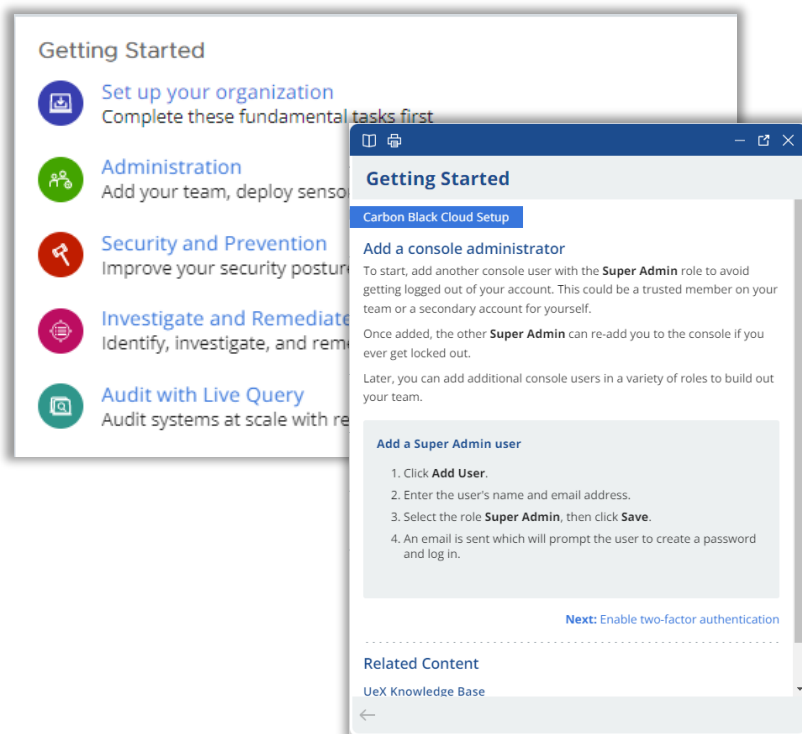 Getting Started
Set up your organization
Complete these fundamental tasks first
Administration
Add your team, deploy senso
Security and Prevention
Improve your security posture
Investigate and Remediate
Identify, investigate, and rem
Audit with Live Query
Audit systems at scale with re
Getting Started
Carbon Black Cloud Setup
Add a console administrator
To start, add another console user with the Super Admin role to avoid
getting logged out of your account. This could be a trusted member on your
team or a secondary account for yourself.
Once added, the other Super Admin can re-add you to the console if you
ever get locked out.
Later, you can add additional console users in a variety of roles to build out
your team.
Add a Super Admin user
1. Click Add User.
2. Enter the user's name and email address.
3. Select the role Super Admin, then click Save.
4. An email is sent which will prompt the user to create a password
and log in.
Next: Enable two-factor authentication
Related Content
UeX Knowledge Base